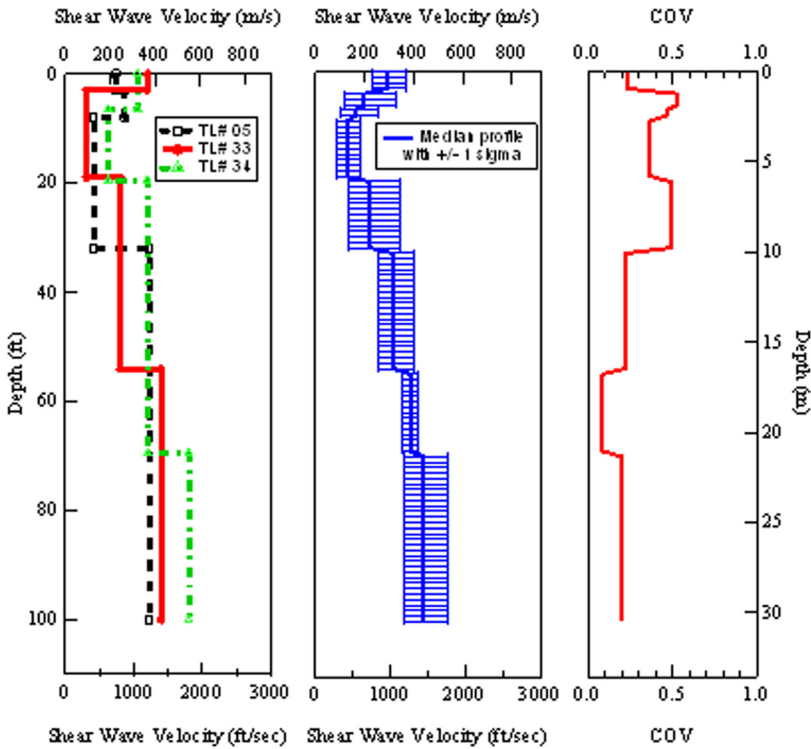 Shear Wave Velocity (m/s)
0 200 400 600 800
Shear Wave Velocity (m/s)
0 200 400 600 800
COV
0.0 0.5 1.0
0
20
40
60
80
100
Depth (ft)
TL# 05
TL# 33
TL# 34
Median profile
with +/- 1 sigma
0
5
10
15
20
25
30
Depth (m)
0 1000 2000 3000
Shear Wave Velocity (ft/sec)
0 1000 2000 3000
Shear Wave Velocity (ft/sec)
0.0 0.5 1.0
COV